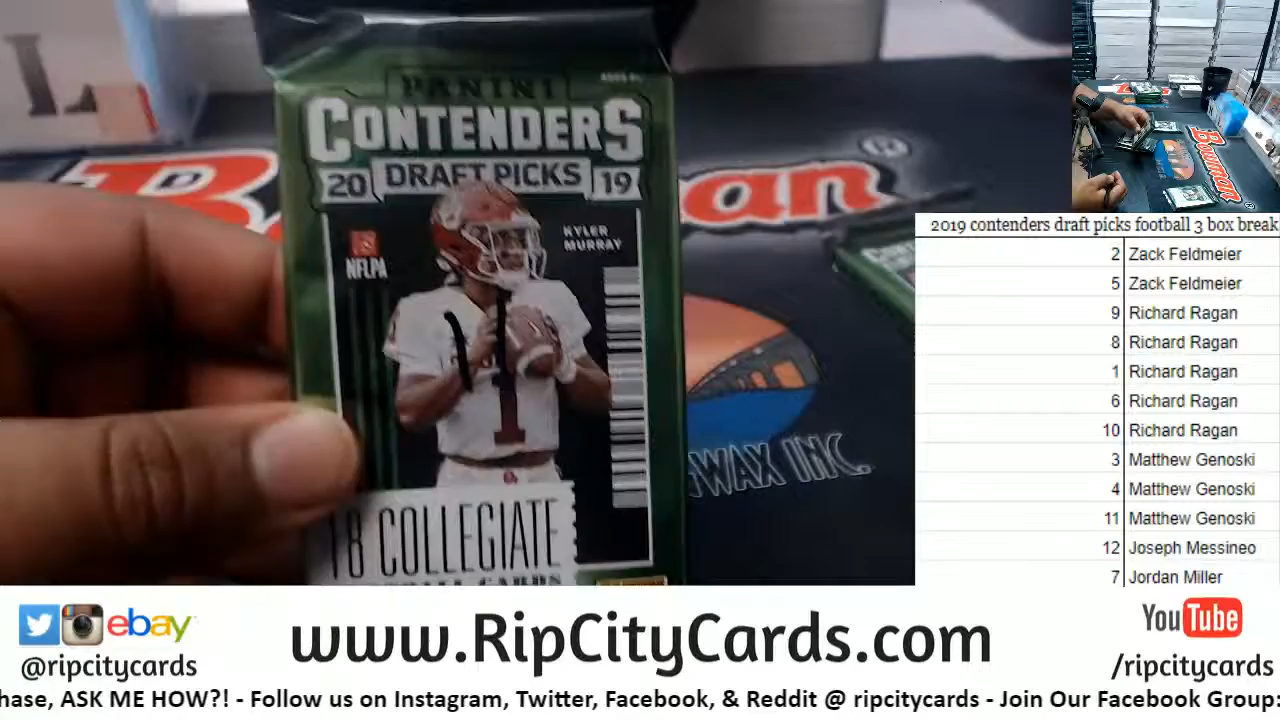 PANINI
CONTENDERS
DRAFT PICKS
20 19
KYLER
MURRAY
NFLPA
1
18 COLLEGIATE
®
an
WAX INC.
Bowman
2019 contenders draft picks football 3 box break
2 Zack Feldmeier
5 Zack Feldmeier
9 Richard Ragan
8 Richard Ragan
1 Richard Ragan
6 Richard Ragan
10 Richard Ragan
3 Matthew Genoski
4 Matthew Genoski
11 Matthew Genoski
12 Joseph Messineo
7 Jordan Miller
ebay
@ripcitycards
www.RipCityCards.com
YouTube
/ripcitycards
hase, ASK ME HOW?! - Follow us on Instagram, Twitter, Facebook, & Reddit @ ripcitycards - Join Our Facebook Group: